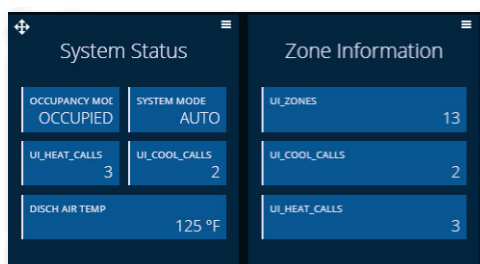 System Status
OCCUPANCY MOD
OCCUPIED
SYSTEM MODE
AUTO
UI_HEAT_CALLS
3
UI_COOL_CALLS
2
DISCH AIR TEMP
125 °F
Zone Information
UI_ZONES
13
UI_COOL_CALLS
2
UI_HEAT_CALLS
3